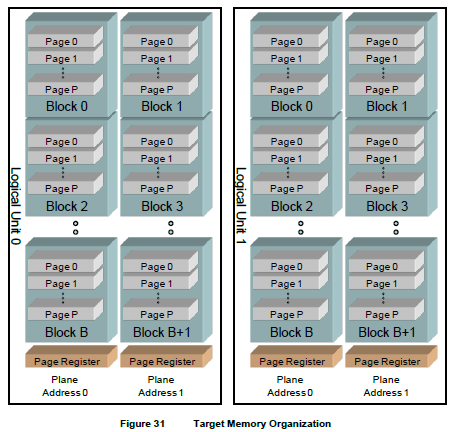 Logical Unit 0
Page 0
Page 1
Page P
Block 0
Page 0
Page 1
Page P
Block 1
Page 0
Page 1
Page P
Block 2
Page 0
Page 1
Page P
Block 3
Page 0
Page 1
Page P
Block B
Page 0
Page 1
Page P
Block B+1
Page Register
Page Register
Plane
Address 0
Plane
Address 1
Logical Unit 1
Page 0
Page 1
Page P
Block 0
Page 0
Page 1
Page P
Block 1
Page 0
Page 1
Page P
Block 2
Page 0
Page 1
Page P
Block 3
Page 0
Page 1
Page P
Block B
Page 0
Page 1
Page P
Block B+1
Page Register
Page Register
Plane
Address 0
Plane
Address 1
Figure 31 Target Memory Organization